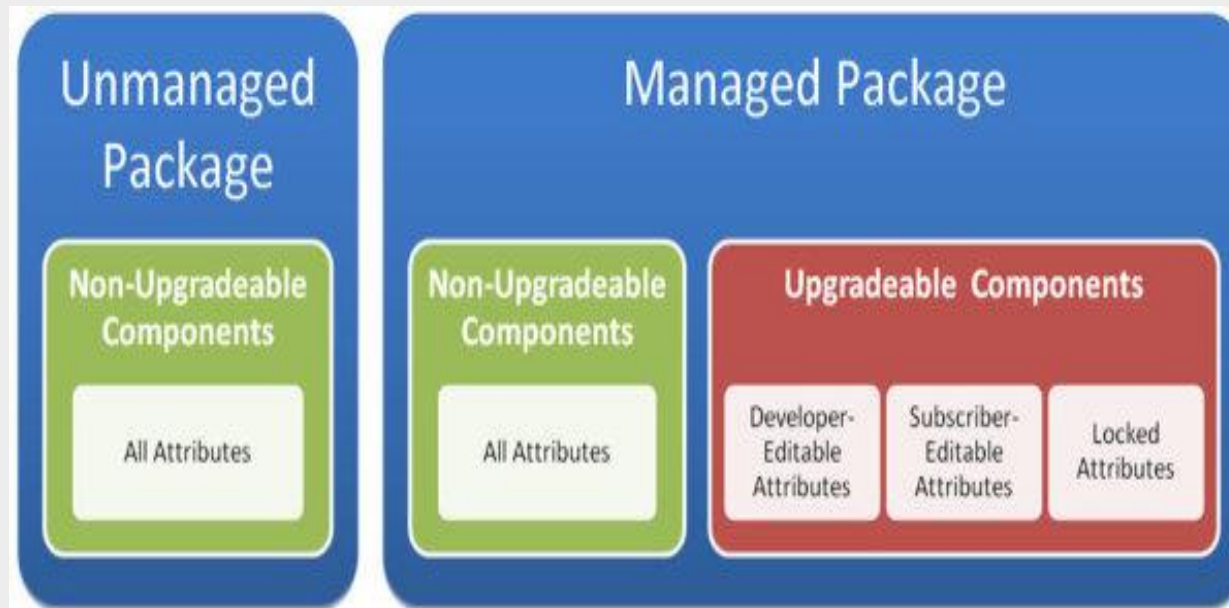 Unmanaged
Package
Non-Upgradeable
Components
All Attributes
Managed Package
Non-Upgradeable
Components
All Attributes
Upgradeable Components
Developer-
Editable
Attributes
Subscriber-
Editable
Attributes
Locked
Attributes